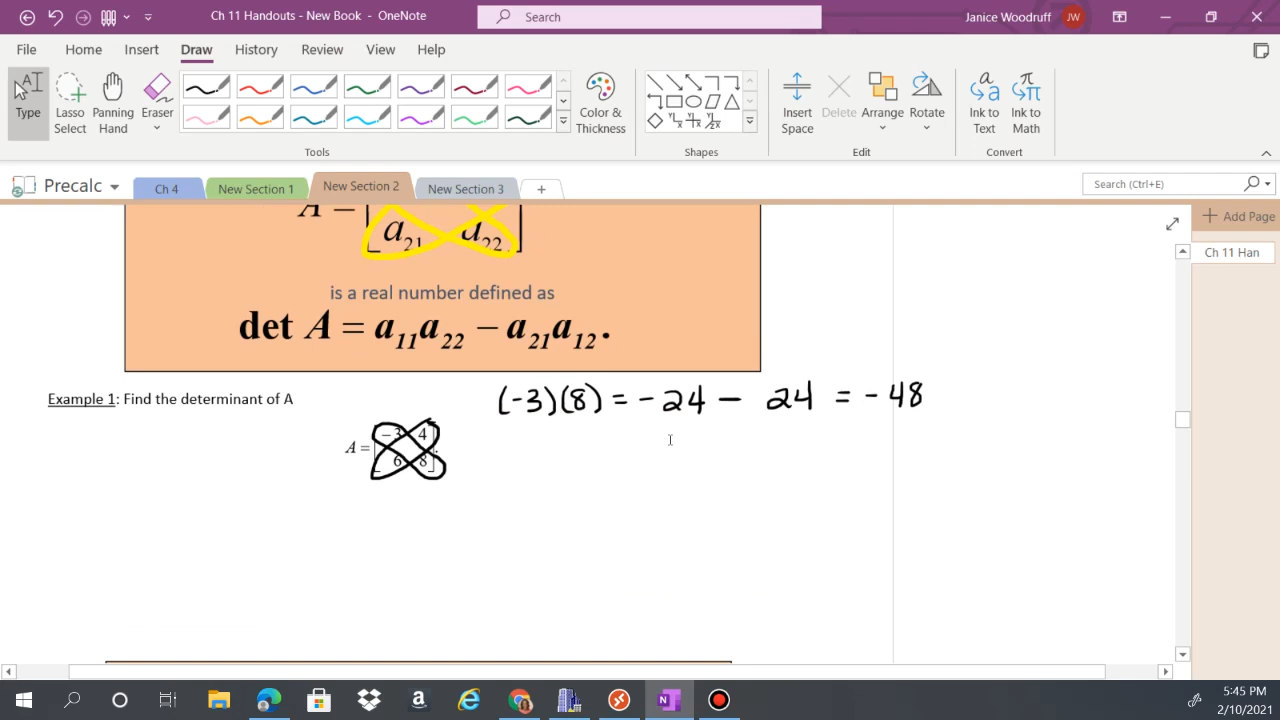 Ch 11 Handouts - New Book - OneNote
Search
Janice Woodruff
JW
File
Home
Insert
Draw
History
Review
View
Help
Type
Lasso Select
Panning Hand
Eraser
Color & Thickness
Insert Space
Delete
Arrange
Rotate
Ink to Text
Ink to Math
Tools
Shapes
Edit
Convert
Precalc
Ch 4
New Section 1
New Section 2
New Section 3
Search (Ctrl+E)
Add Page
Ch 11 Han
A =
a21 a22
is a real number defined as
det A = a11a22 − a21a12.
Example 1: Find the determinant of A
(-3)(8) = -24 - 24 = -48
A = [−3 4
6 8].
5:45 PM
2/10/2021